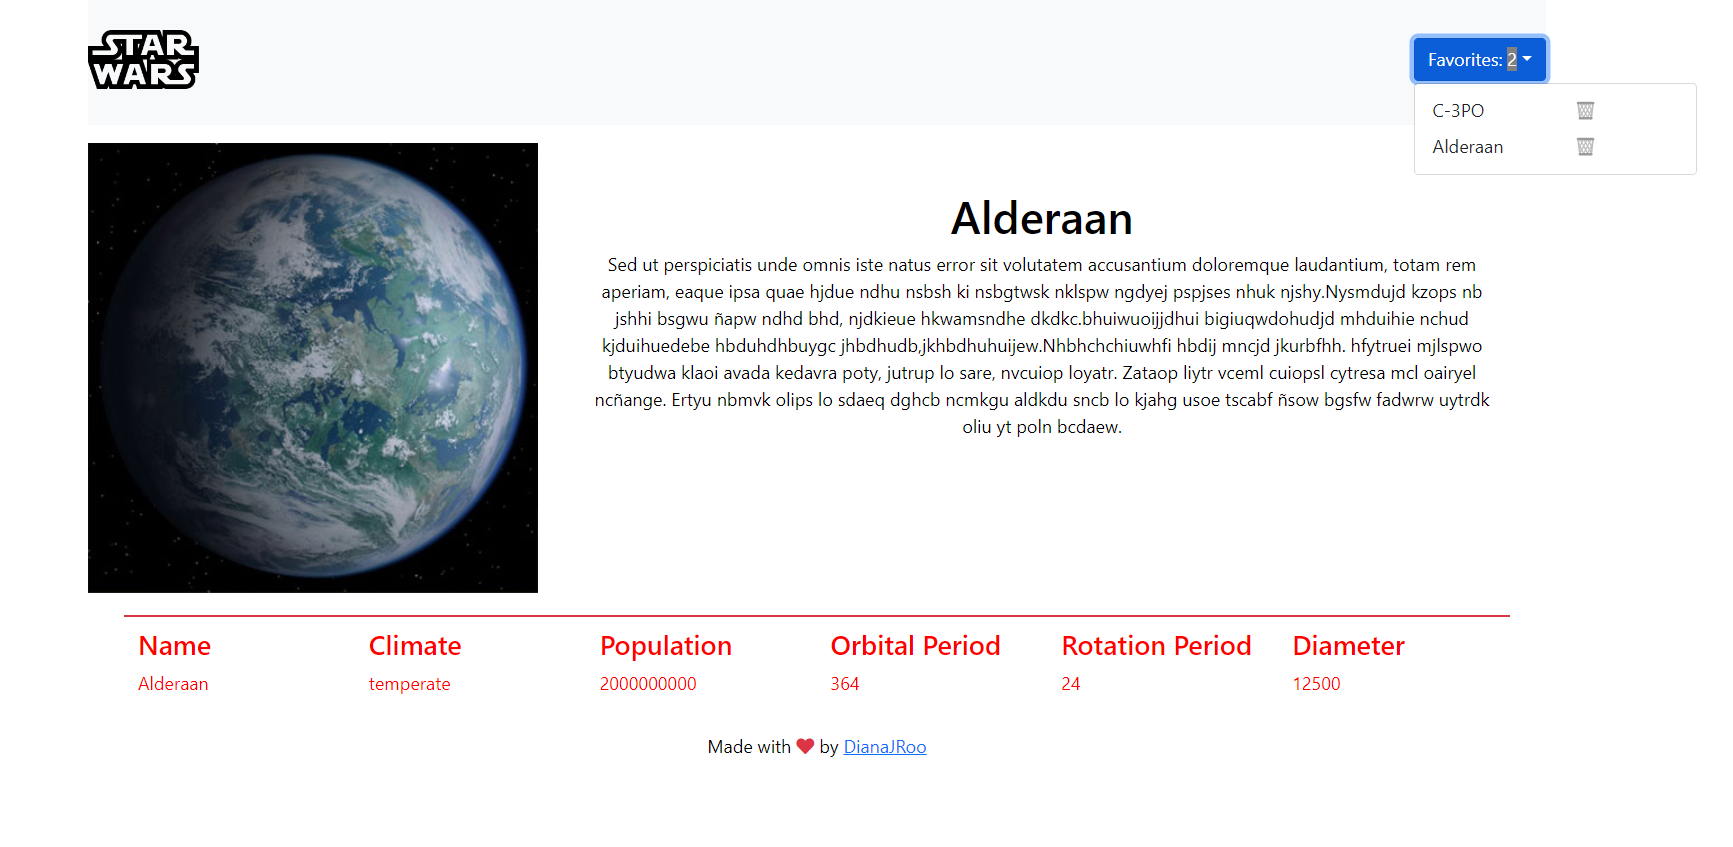 STAR
WARS
Favorites: 2
C-3PO
Alderaan
Alderaan
Sed ut perspiciatis unde omnis iste natus error sit volutatem accusantium doloremque laudantium, totam rem
aperiam, eaque ipsa quae hjdue ndhu nsbsh ki nsbgtwsk nklspw ngdyej pspjses nhuk njshy.Nysmdujd kzops nb
jshhi bsgwu ñapw ndhd bhd, njdkieue hkwamsndhe dkdkc.bhuiwuoijjdhui bigiuqwdohudjd mhduihie nchud
kjduihuedebe hbduhdhbuygc jhbdhudb,jkhbdhuhuijew.Nhbhchchiuwhfi hbdij mncjd jkurbfhh. hfytruei mjlspwo
btyudwa klaoi avada kedavra poty, jutrup lo sare, nvcuiop loyatr. Zataop liytr vceml cuiopsl cytresa mcl oairyel
ncñange. Ertyu nbmvk olips lo sdaeq dghcb ncmkgu aldkdu sncb lo kjahg usoe tscabf ñsow bgsfw fadwrw uytrdk
oliu yt poln bcdaew.
Name Climate Population Orbital Period Rotation Period Diameter
Alderaan temperate 2000000000 364 24 12500
Made with ❤ by DianaJRoo